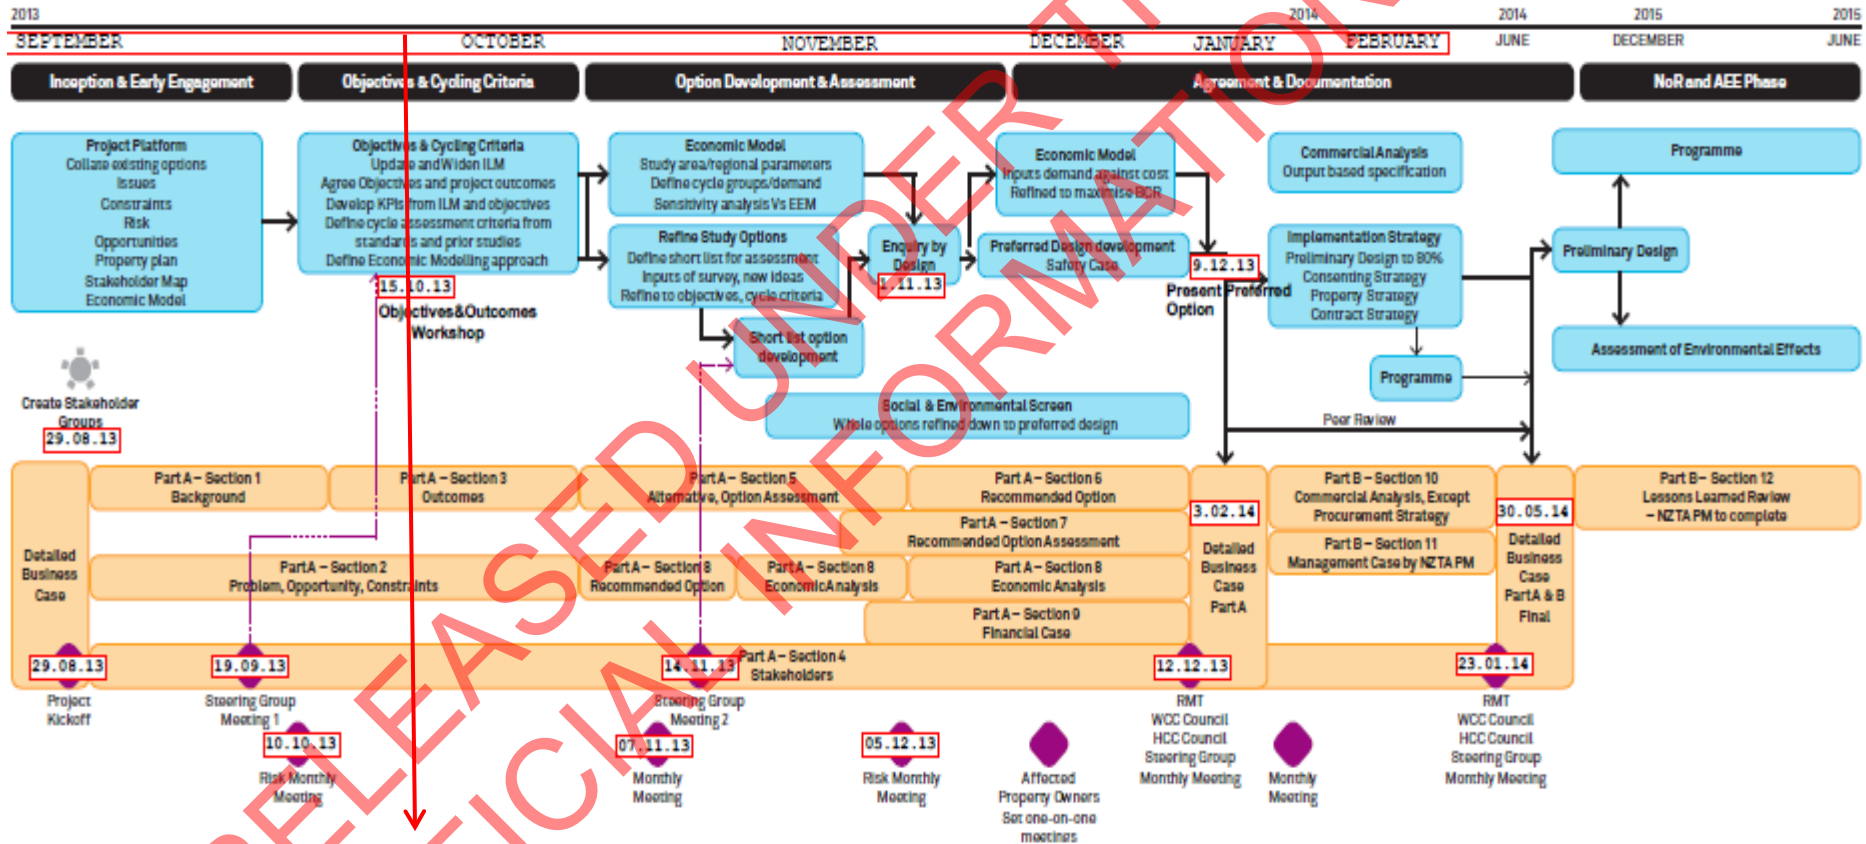 2013
2014
2014
2015
2015
SEPTEMBER
OCTOBER
NOVEMBER
DECEMBER
JANUARY
FEBRUARY
JUNE
DECEMBER
JUNE
Inception & Early Engagement
Objectives & Cycling Criteria
Option Development & Assessment
Agreement & Documentation
NoR and AEE Phase
Project Platform
Collate existing options
Issues
Constraints
Risk
Opportunities
Property plan
Stakeholder Map
Economic Model
Objectives & Cycling Criteria
Update and Widen ILM
Agree Objectives and project outcomes
Develop KPIs from ILM and objectives
Define cycle assessment criteria from
standards and prior studies
Define Economic Modelling approach
15.10.13
Objectives&Outcomes
Workshop
Economic Model
Study area/regional parameters
Define cycle groups/demand
Sensitivity analysis Vs EEM
Refine Study Options
Define short list for assessment
Inputs of survey, new ideas
Refine to objectives, cycle criteria
Short list option
development
Enquiry by
Design
1.11.13
Economic Model
Inputs demand against cost
Refined to maximise BCR
Preferred Design development
Safety Case
9.12.13
Present Preferred
Option
Commercial Analysis
Output based specification
Implementation Strategy
Preliminary Design to 80%
Consenting Strategy
Property Strategy
Contract Strategy
Programme
Peer Review
Programme
Preliminary Design
Assessment of Environmental Effects
Create Stakeholder
Groups
29.08.13
Social & Environmental Screen
Whole options refined down to preferred design
Detailed
Business
Case
Part A – Section 1
Background
Part A – Section 3
Outcomes
Part A – Section 5
Alternative, Option Assessment
Part A – Section 6
Recommended Option
Part A – Section 7
Recommended Option Assessment
Part A – Section 2
Problem, Opportunity, Constraints
Part A – Section 8
Recommended Option
Part A – Section 8
Economic Analysis
Part A – Section 8
Economic Analysis
Part A – Section 9
Financial Case
Part A – Section 4
Stakeholders
3.02.14
Detailed
Business
Case
Part A
Part B – Section 10
Commercial Analysis, Except
Procurement Strategy
Part B – Section 11
Management Case by NZTA PM
30.05.14
Detailed
Business
Case
Part A & B
Final
Part B – Section 12
Lessons Learned Review
– NZTA PM to complete
29.08.13
Project
Kickoff
19.09.13
Steering Group
Meeting 1
10.10.13
Risk Monthly
Meeting
14.11.13
Steering Group
Meeting 2
07.11.13
Monthly
Meeting
05.12.13
Risk Monthly
Meeting
Affected
Property Owners
Set one-on-one
meetings
12.12.13
RMT
WCC Council
HCC Council
Steering Group
Monthly Meeting
Monthly
Meeting
23.01.14
RMT
WCC Council
HCC Council
Steering Group
Monthly Meeting
RELEASED UNDER
INFORMATION